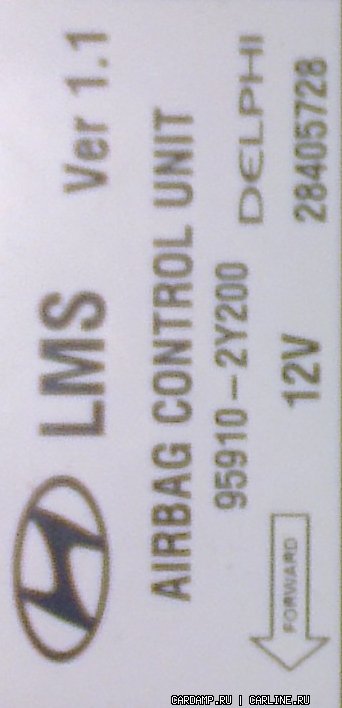 LMS Ver 1.1
AIRBAG CONTROL UNIT
95910-2Y200 DELPHI
FORWARD 12V 28405728
CARDAMP.RU | CARLINE.RU